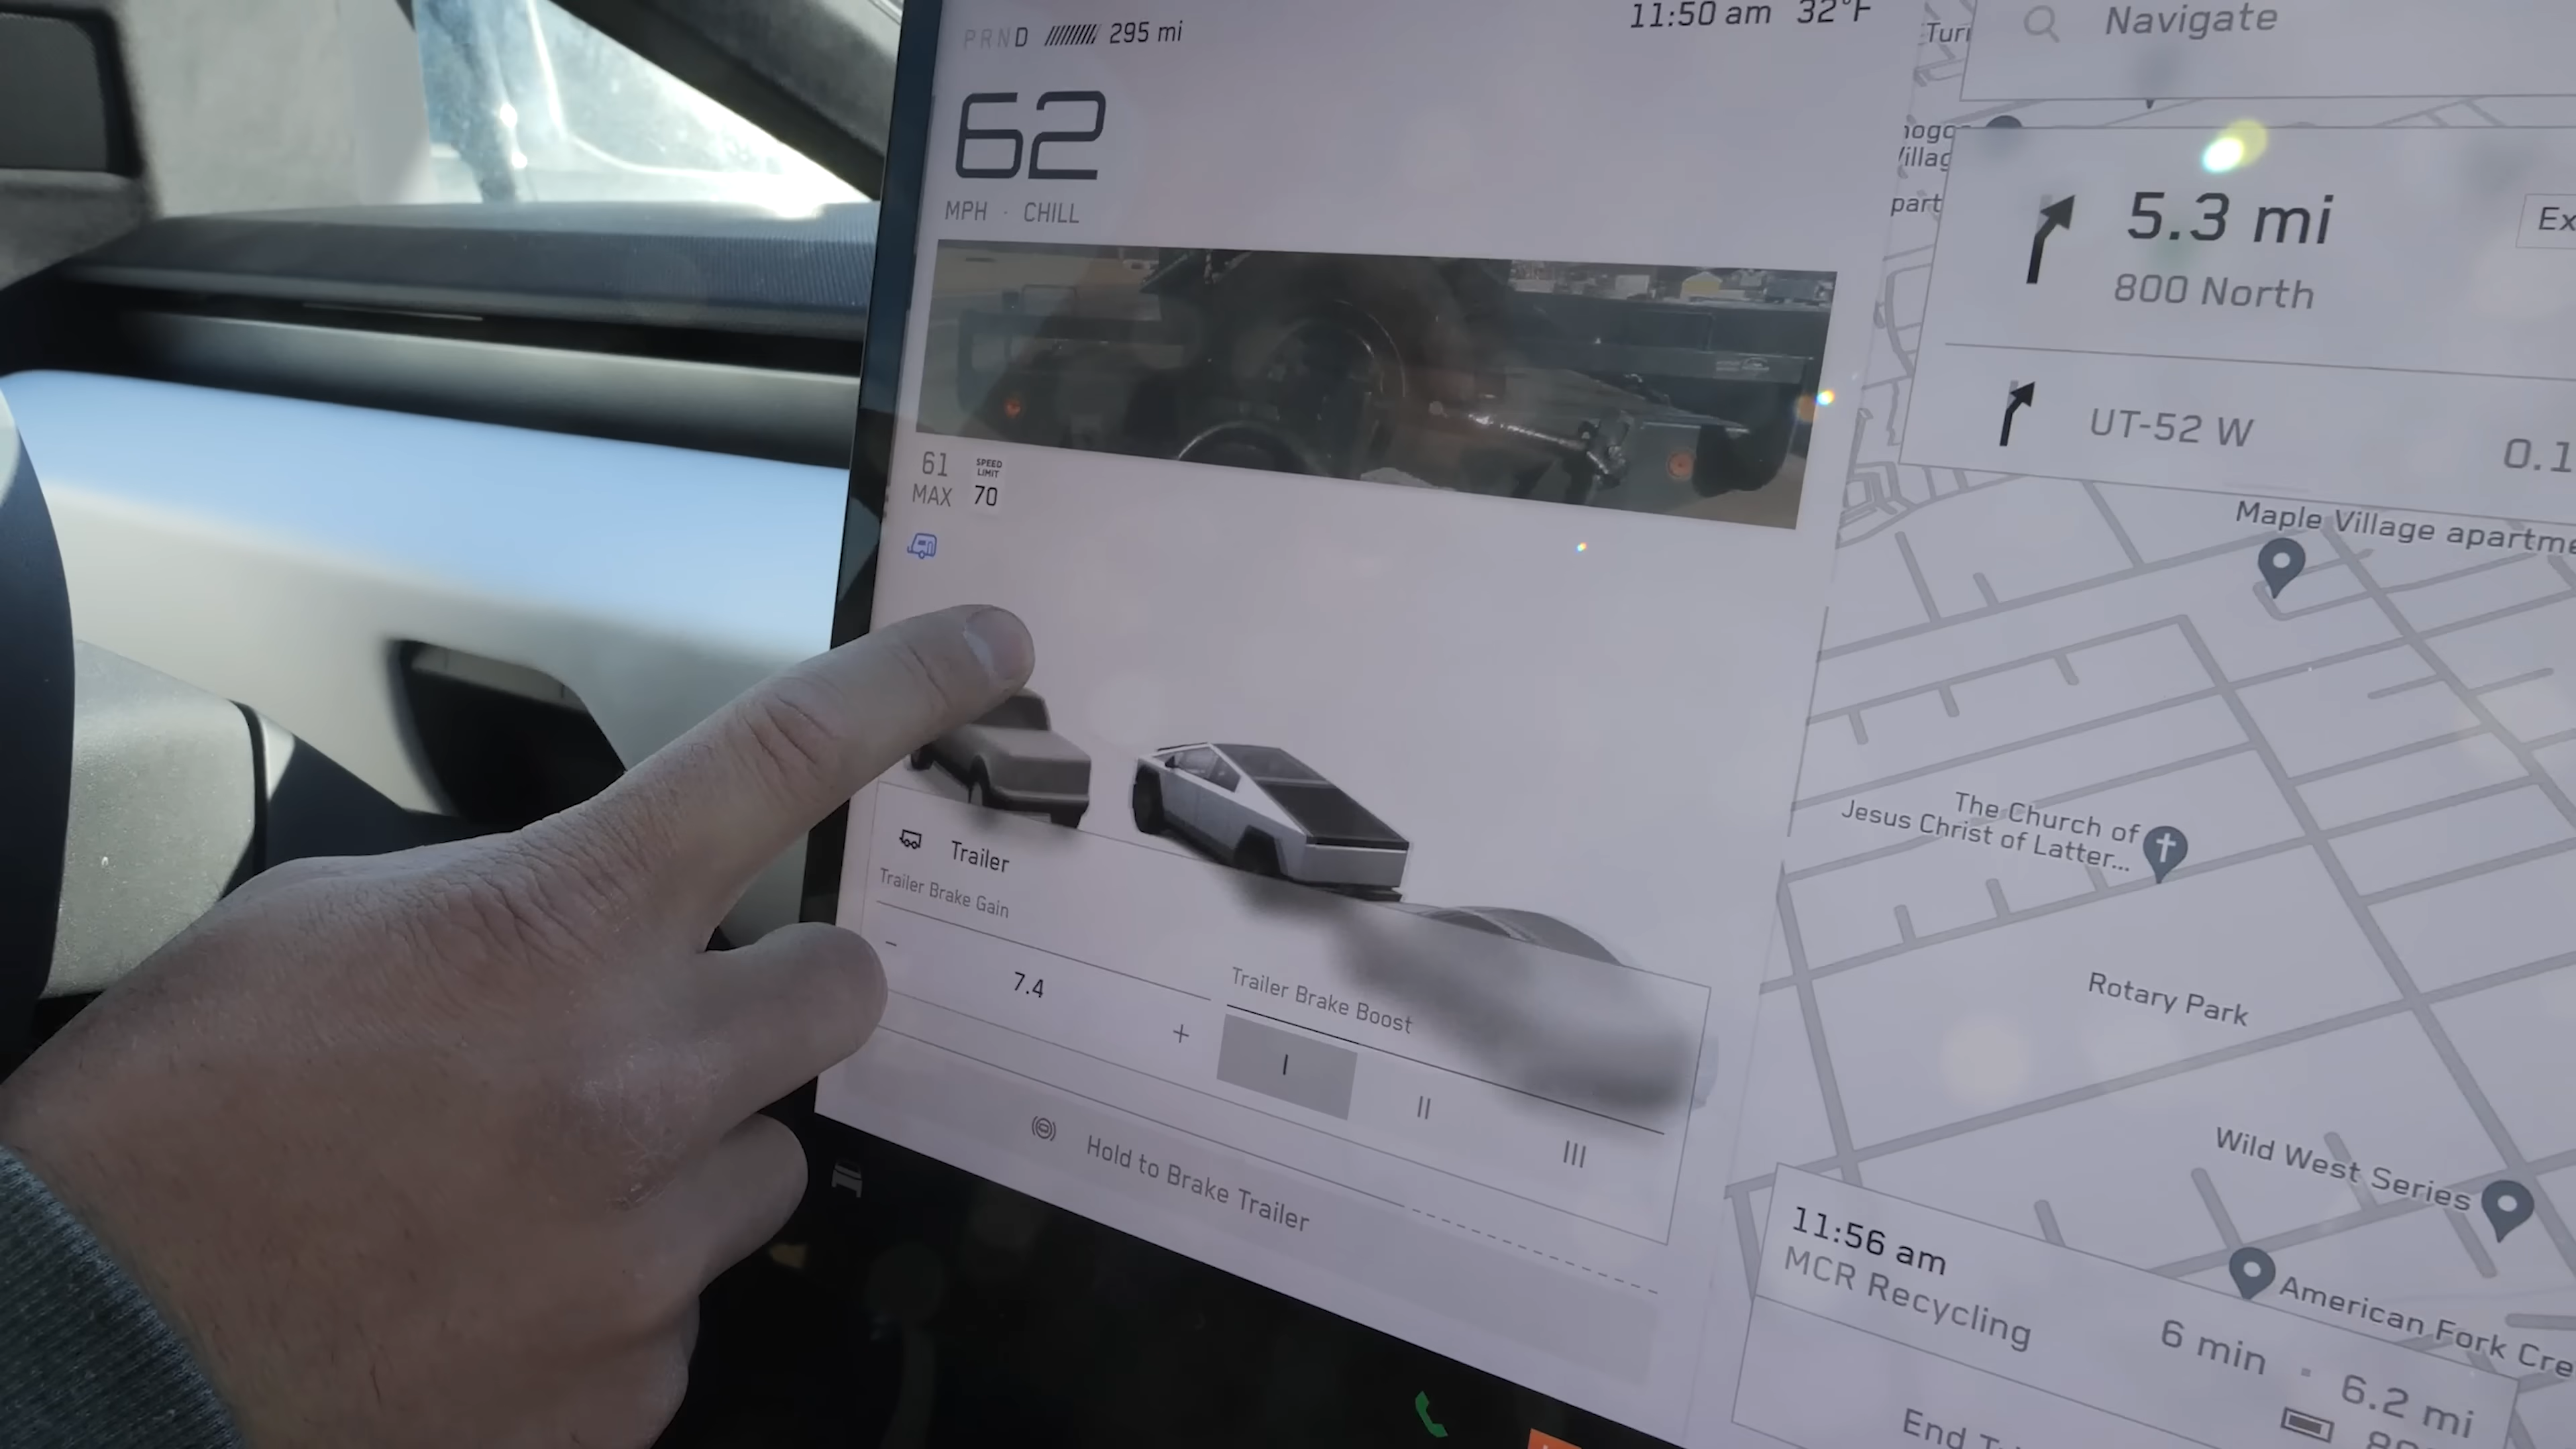 PRND 295 mi
11:50 am 32°F
62
MPH · CHILL
61
MAX
SPEED
LIMIT
70
Trailer
Trailer Brake Gain
− 7.4 +
Trailer Brake Boost
I II III
Hold to Brake Trailer
Navigate
5.3 mi
800 North
UT-52 W
Maple Village
The Church of
Jesus Christ of Latter...
Rotary Park
Wild West Series
American Fork
11:56 am
MCR Recycling
6 min · 6.2 mi
End